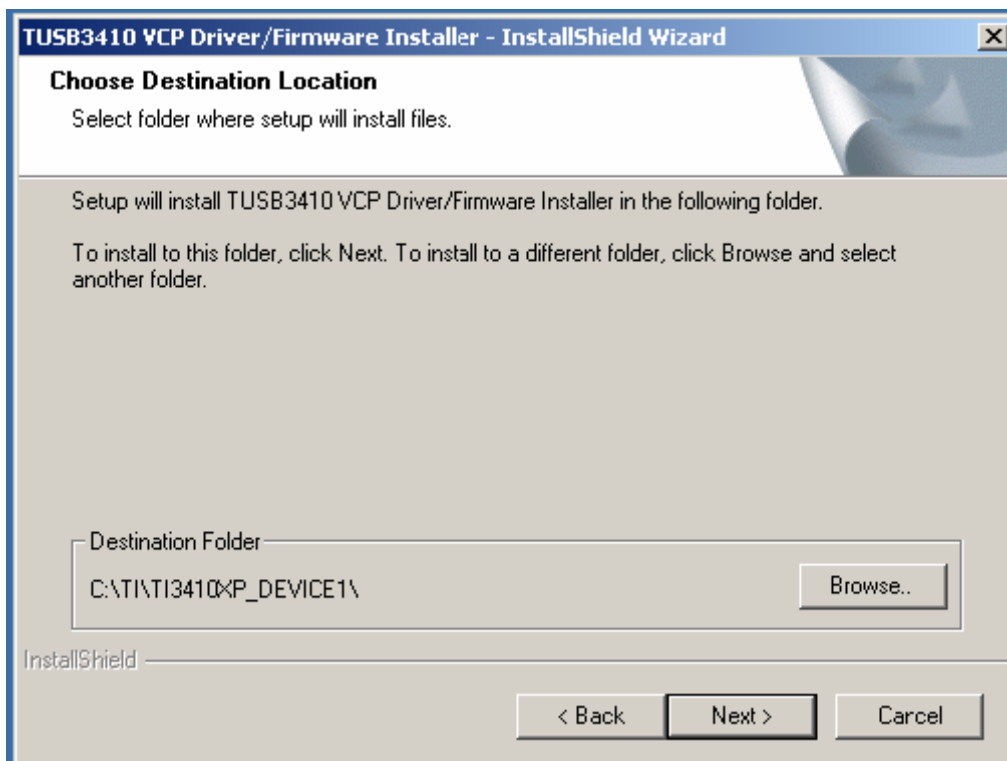 TUSB3410 VCP Driver/Firmware Installer - InstallShield Wizard
Choose Destination Location
Select folder where setup will install files.
Setup will install TUSB3410 VCP Driver/Firmware Installer in the following folder.
To install to this folder, click Next. To install to a different folder, click Browse and select
another folder.
Destination Folder
C:\TI\TI3410XP_DEVICE1\
Browse..
InstallShield
< Back
Next >
Carcel